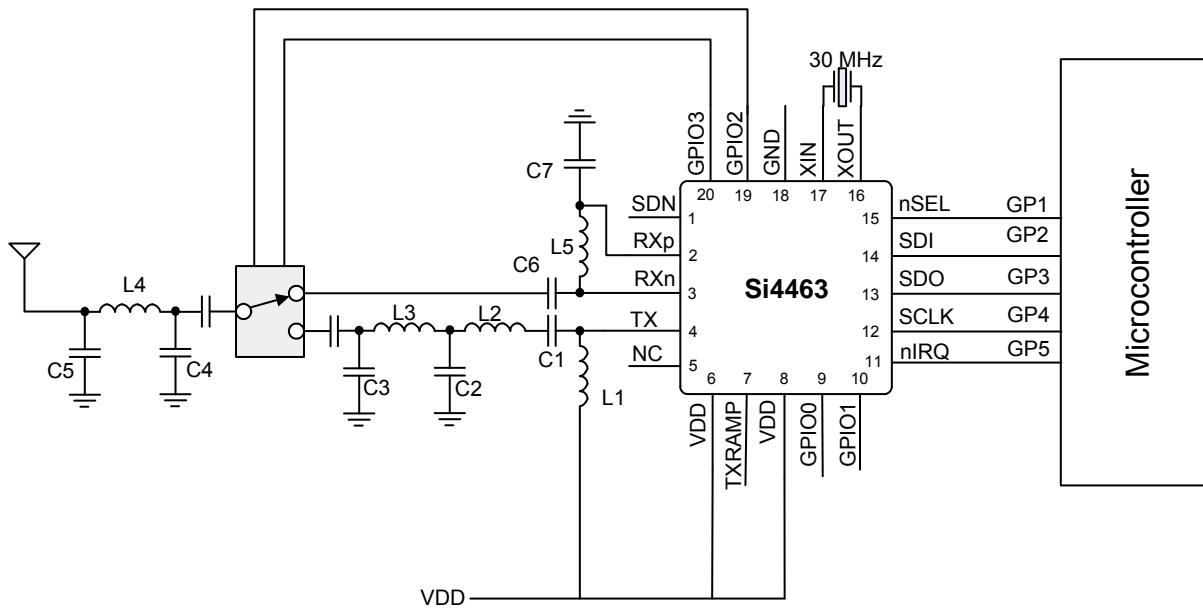 30 MHz
GPIO3
GPIO2
GND
XIN
XOUT
20
19
18
17
16
C7
SDN
1
15
nSEL
GP1
L5
RXp
2
14
SDI
GP2
C6
RXn
3
Si4463
13
SDO
GP3
L4
L3
L2
TX
4
12
SCLK
GP4
C1
NC
5
11
nIRQ
GP5
C5
C4
C3
C2
L1
6
7
8
9
10
VDD
TXRAMP
VDD
GPIO0
GPIO1
Microcontroller
VDD